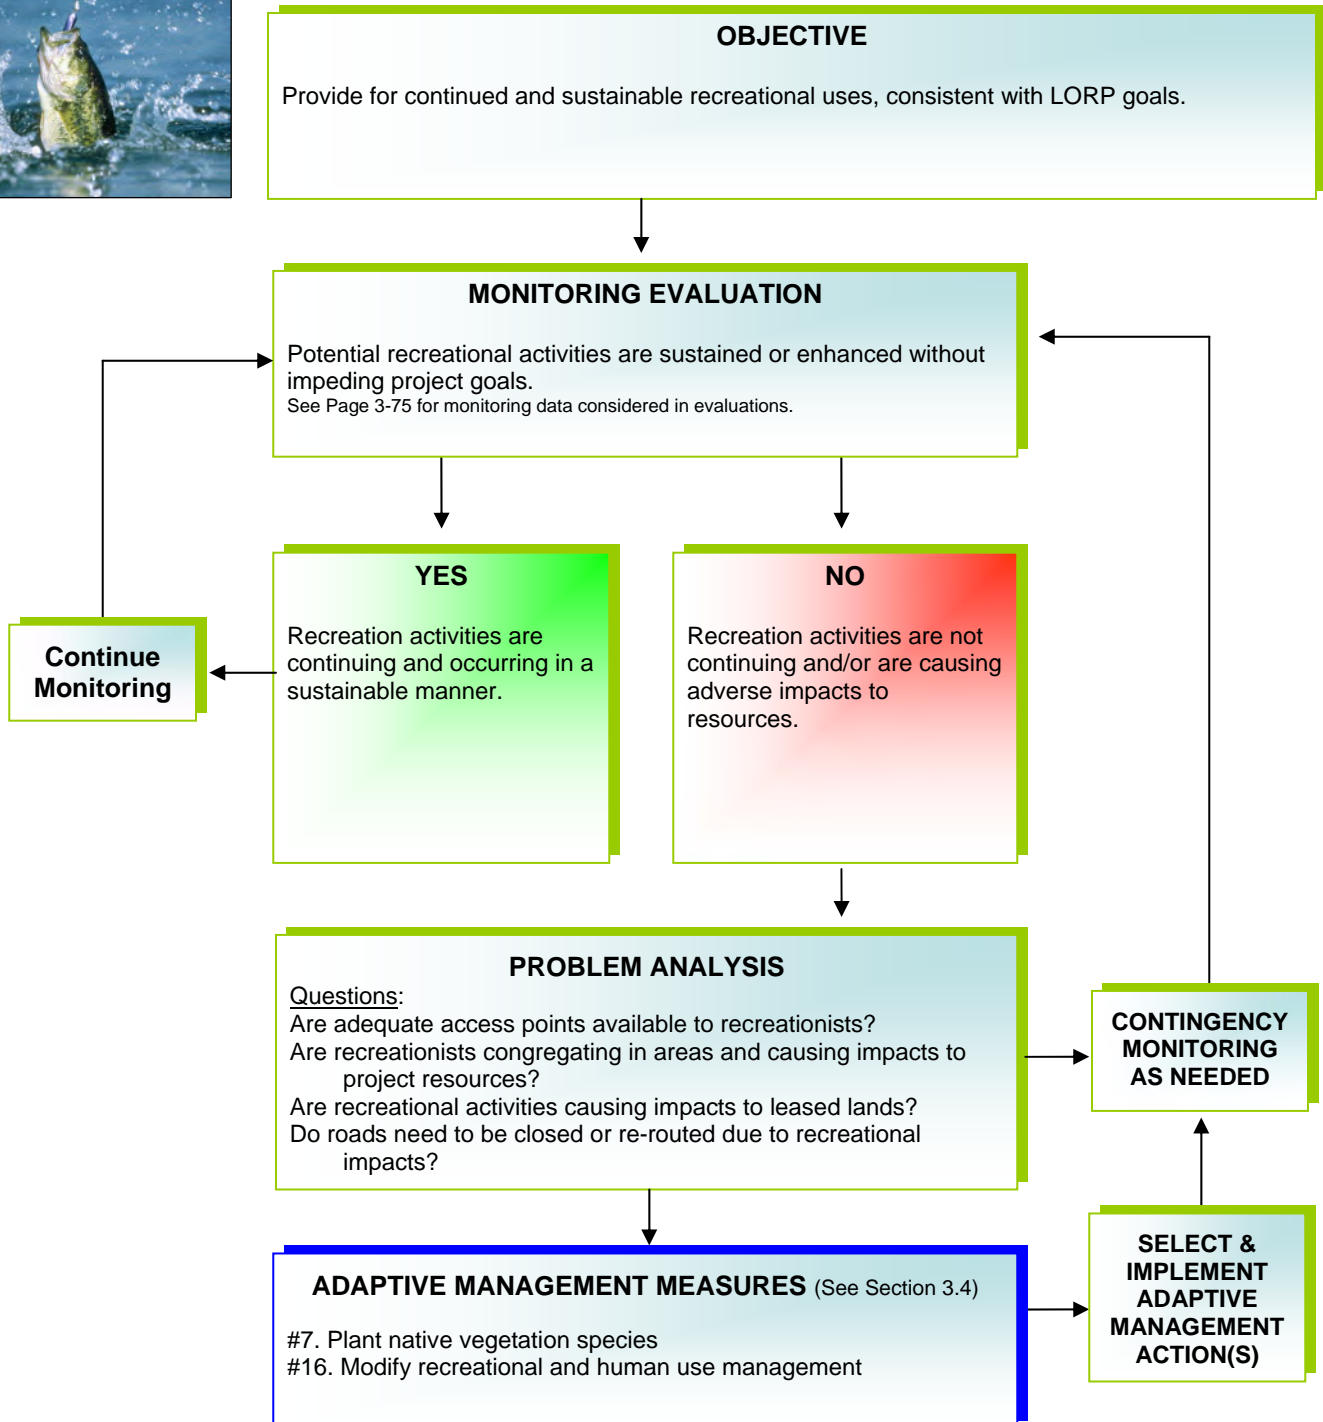 OBJECTIVE
Provide for continued and sustainable recreational uses, consistent with LORP goals.
MONITORING EVALUATION
Potential recreational activities are sustained or enhanced without
impeding project goals.
See Page 3-75 for monitoring data considered in evaluations.
YES
Recreation activities are
continuing and occurring in a
sustainable manner.
NO
Recreation activities are not
continuing and/or are causing
adverse impacts to
resources.
Continue
Monitoring
PROBLEM ANALYSIS
Questions:
Are adequate access points available to recreationists?
Are recreationists congregating in areas and causing impacts to
project resources?
Are recreational activities causing impacts to leased lands?
Do roads need to be closed or re-routed due to recreational
impacts?
CONTINGENCY
MONITORING
AS NEEDED
ADAPTIVE MANAGEMENT MEASURES (See Section 3.4)
#7. Plant native vegetation species
#16. Modify recreational and human use management
SELECT &
IMPLEMENT
ADAPTIVE
MANAGEMENT
ACTION(S)